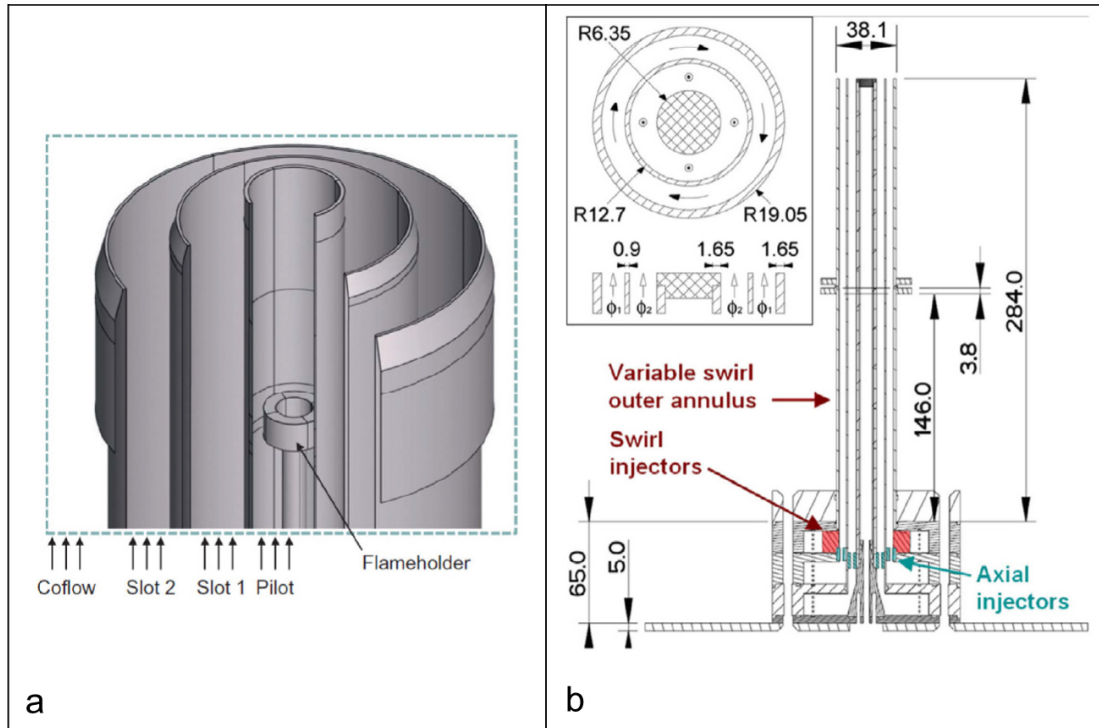 Coflow
Slot 2
Slot 1
Pilot
Flameholder
a
R6.35
R12.7
R19.05
0.9
1.65
1.65
ϕ₁
ϕ₂
ϕ₂
ϕ₁
38.1
284.0
3.8
146.0
Variable swirl
outer annulus
Swirl
injectors
65.0
5.0
Axial
injectors
b